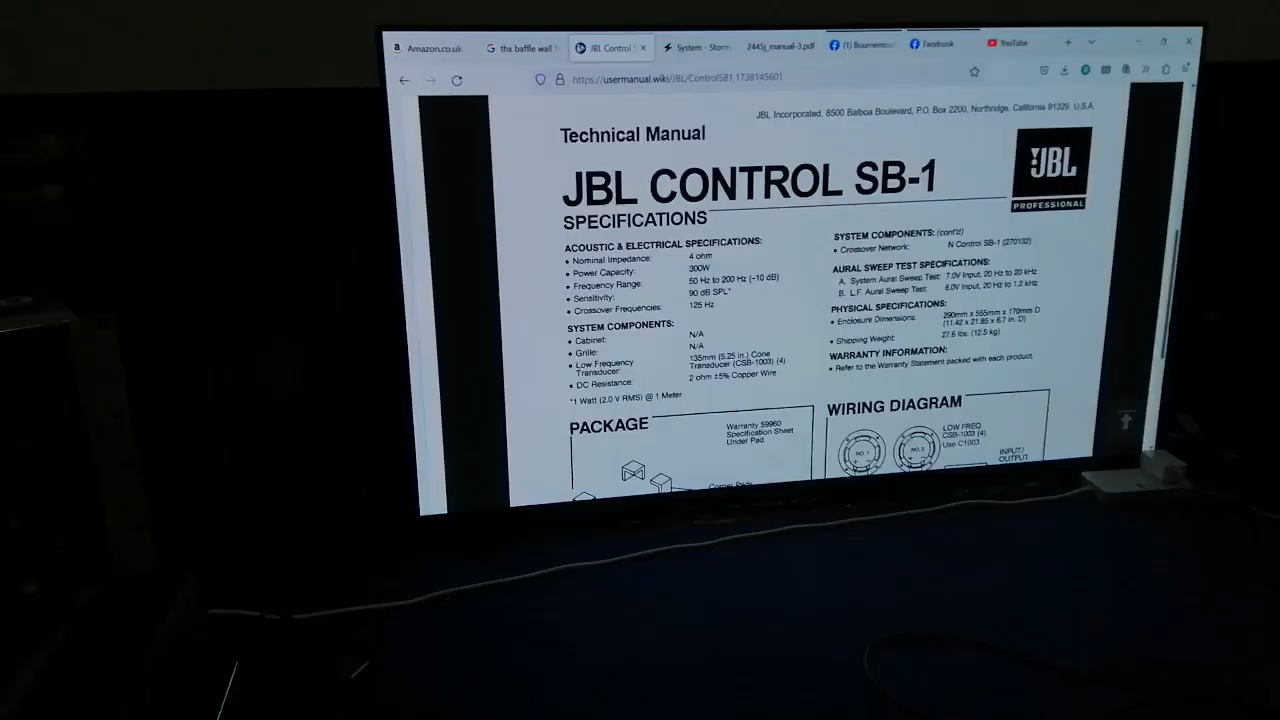 Amazon.co.uk
thx baffle wall
JBL Control S
System - Storm
2445j_manual-3.pdf
(1) Bournemou
Facebook
YouTube
https://usermanual.wiki/JBL/ControlSB1.1738145601
JBL Incorporated, 8500 Balboa Boulevard, P.O. Box 2200, Northridge, California 91329 U.S.A.
Technical Manual
JBL CONTROL SB-1
JBL
PROFESSIONAL
SPECIFICATIONS
ACOUSTIC & ELECTRICAL SPECIFICATIONS:
• Nominal Impedance: 4 ohm
• Power Capacity: 300W
• Frequency Range: 50 Hz to 200 Hz (–10 dB)
• Sensitivity: 90 dB SPL*
• Crossover Frequencies: 125 Hz
SYSTEM COMPONENTS:
• Cabinet: N/A
• Grille: N/A
• Low Frequency 135mm (5.25 in.) Cone
Transducer: Transducer (CSB-1003) (4)
• DC Resistance: 2 ohm ±5% Copper Wire
*1 Watt (2.0 V RMS) @ 1 Meter
SYSTEM COMPONENTS: (cont'd)
• Crossover Network: N Control SB-1 (270132)
AURAL SWEEP TEST SPECIFICATIONS:
A. System Aural Sweep Test: 7.0V Input, 20 Hz to 20 kHz
B. L.F. Aural Sweep Test: 6.0V Input, 20 Hz to 1.2 kHz
PHYSICAL SPECIFICATIONS:
• Enclosure Dimensions: 290mm x 555mm x 170mm D
(11.42 x 21.85 x 6.7 in. D)
• Shipping Weight: 27.6 lbs. (12.5 kg)
WARRANTY INFORMATION:
• Refer to the Warranty Statement packed with each product.
PACKAGE
Warranty 59960
Specification Sheet
Under Pad
Corner Pads
WIRING DIAGRAM
NO. 1
NO. 2
LOW FREQ
CSB-1003 (4)
Use C1003
INPUT/
OUTPUT